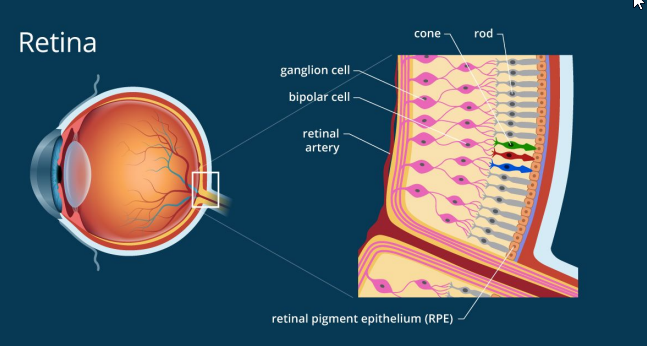 Retina
cone
rod
ganglion cell
bipolar cell
retinal
artery
retinal pigment epithelium (RPE)